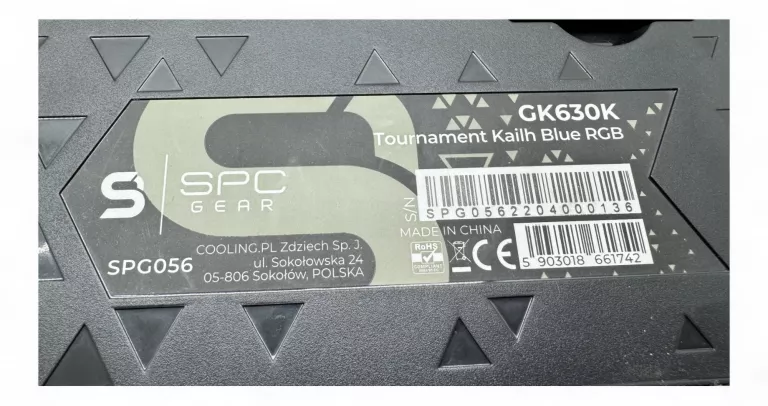 GK630K
Tournament Kailh Blue RGB
SPC
GEAR
S/N
SPG0562204000136
MADE IN CHINA
SPG056
COOLING.PL Zdziech Sp. J.
ul. Sokołowska 24
05-806 Sokołów, POLSKA
RoHS
COMPLIANT
CE
5 903018 661742